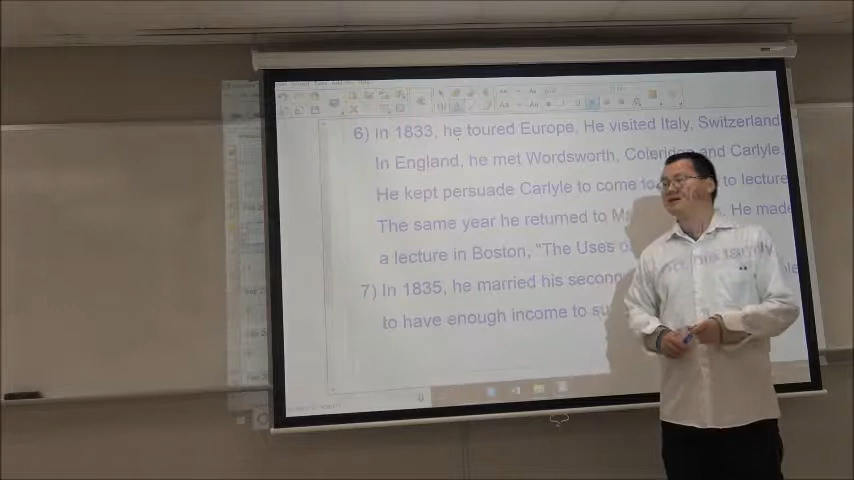 6) In 1833, he toured Europe, He visited Italy, Switzerland
In England, he met Wordsworth, Coleridge and Carlyle.
He kept persuade Carlyle to come to to lecture
The same year he returned to He made
a lecture in Boston, "The Uses of
7) In 1835, he married his second
to have enough income to